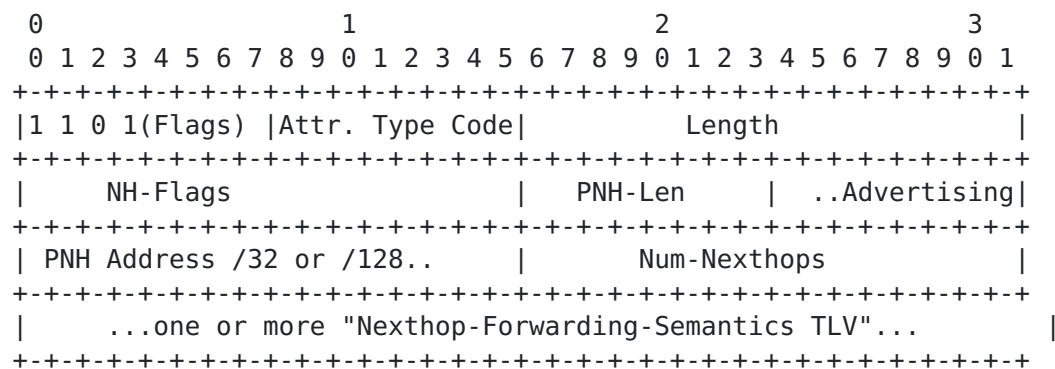 0                   1                   2                   3
 0 1 2 3 4 5 6 7 8 9 0 1 2 3 4 5 6 7 8 9 0 1 2 3 4 5 6 7 8 9 0 1
+-+-+-+-+-+-+-+-+-+-+-+-+-+-+-+-+-+-+-+-+-+-+-+-+-+-+-+-+-+-+-+-+
|1 1 0 1(Flags) |Attr. Type Code|          Length               |
+-+-+-+-+-+-+-+-+-+-+-+-+-+-+-+-+-+-+-+-+-+-+-+-+-+-+-+-+-+-+-+-+
|     NH-Flags                  |   PNH-Len     |  ..Advertising|
+-+-+-+-+-+-+-+-+-+-+-+-+-+-+-+-+-+-+-+-+-+-+-+-+-+-+-+-+-+-+-+-+
| PNH Address /32 or /128..     |       Num-Nexthops            |
+-+-+-+-+-+-+-+-+-+-+-+-+-+-+-+-+-+-+-+-+-+-+-+-+-+-+-+-+-+-+-+-+
|     ...one or more "Nexthop-Forwarding-Semantics TLV"...        |
+-+-+-+-+-+-+-+-+-+-+-+-+-+-+-+-+-+-+-+-+-+-+-+-+-+-+-+-+-+-+-+-+